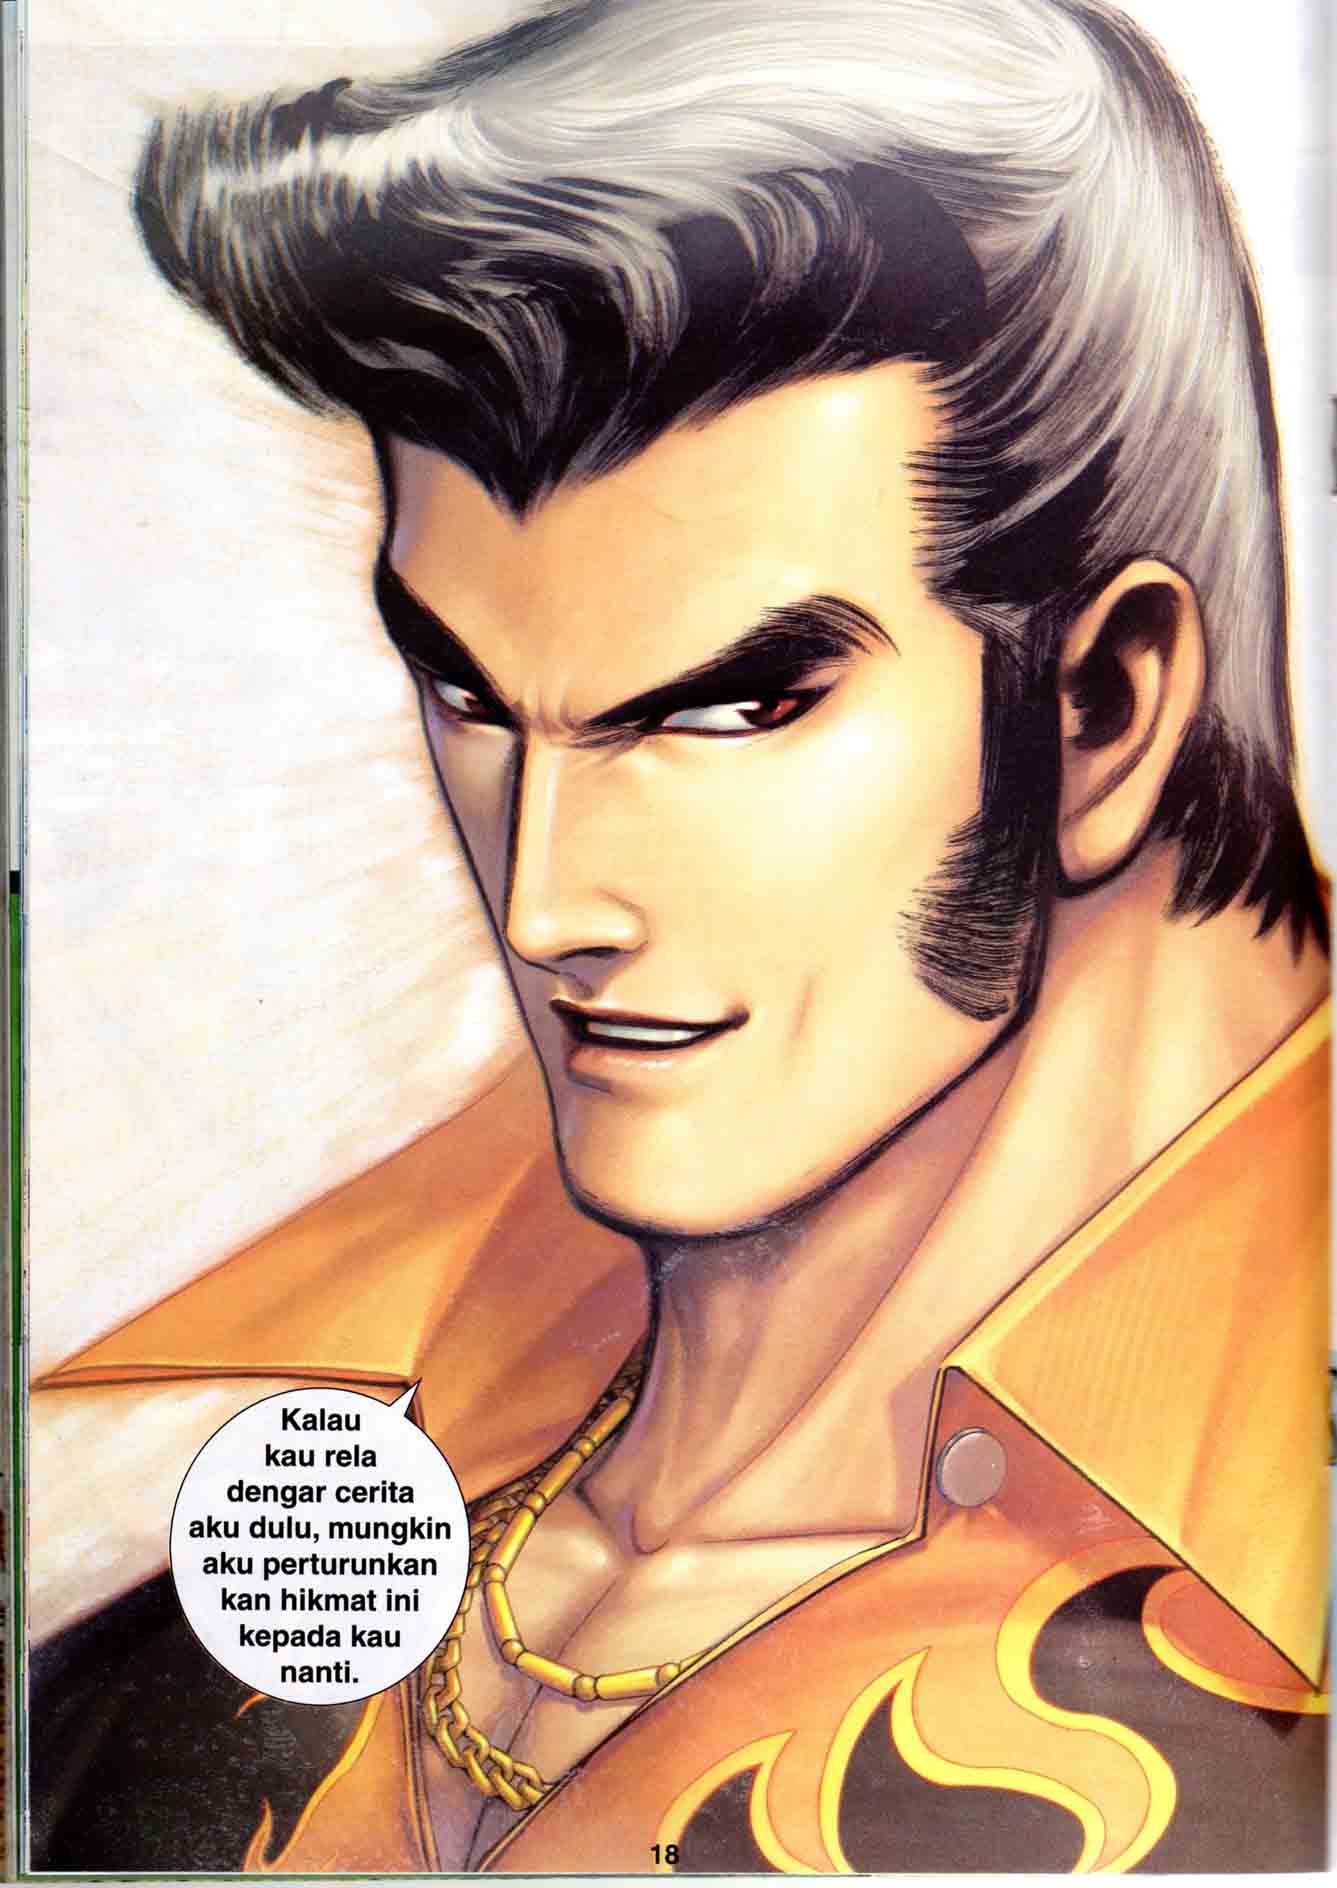 Kalau
kau rela
dengar cerita
aku dulu, mungkin
aku perturunkan
kan hikmat ini
kepada kau
nanti.
18